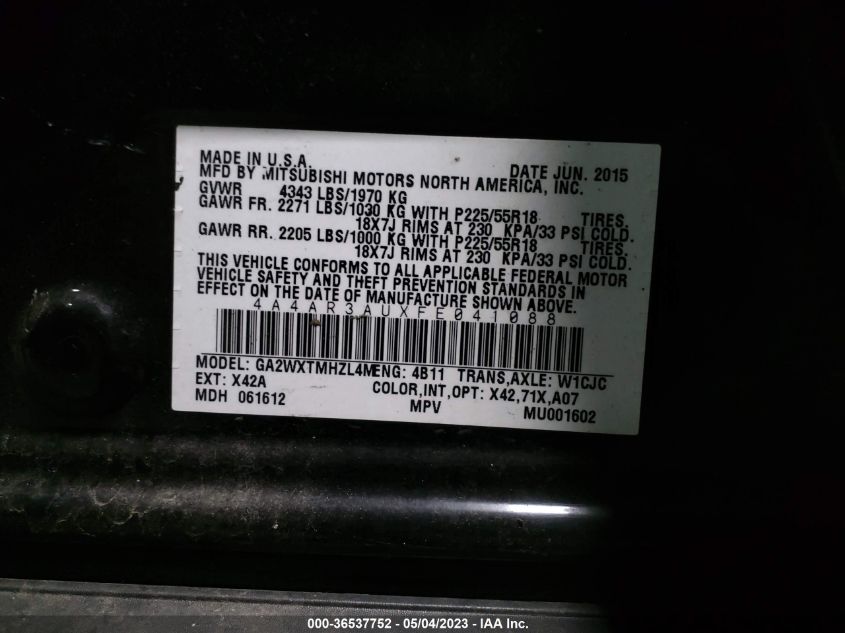 MADE IN U.S.A. DATE JUN. 2015
MFD BY MITSUBISHI MOTORS NORTH AMERICA, INC.
GVWR 4343 LBS/1970 KG
GAWR FR. 2271 LBS/1030 KG WITH P225/55R18 TIRES,
18X7J RIMS AT 230 KPA/33 PSI COLD.
GAWR RR. 2205 LBS/1000 KG WITH P225/55R18 TIRES,
18X7J RIMS AT 230 KPA/33 PSI COLD.
THIS VEHICLE CONFORMS TO ALL APPLICABLE FEDERAL MOTOR
VEHICLE SAFETY AND THEFT PREVENTION STANDARDS IN
EFFECT ON THE DATE OF MANUFACTURE SHOWN ABOVE.
4A4AR3AUXFE041088
MODEL: GA2WXTMHZL4MENG: 4B11 TRANS,AXLE: W1CJC
EXT: X42A COLOR,INT,OPT: X42,71X,A07
MDH 061612 MPV MU001602
000-36537752 - 05/04/2023 - IAA Inc.